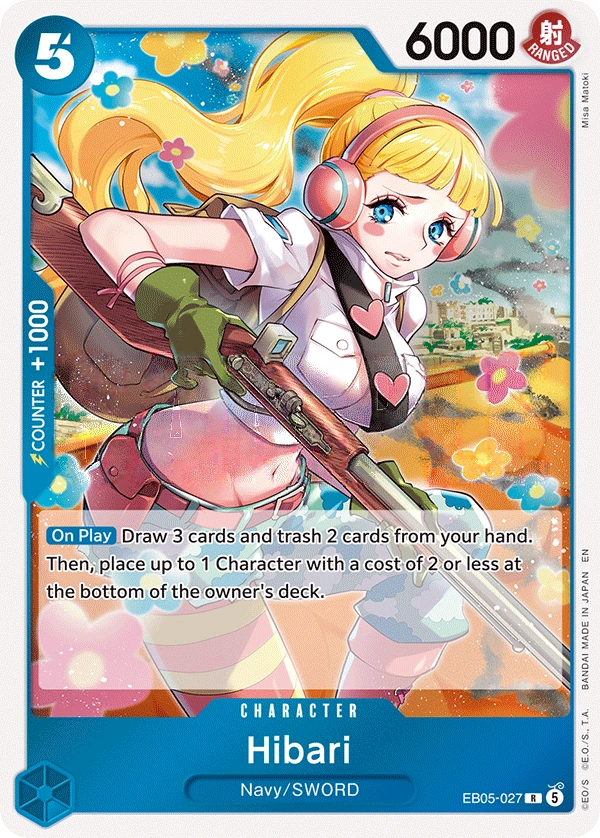 5
6000
射
RANGED
Misa Matoki
COUNTER +1000
On Play Draw 3 cards and trash 2 cards from your hand.
Then, place up to 1 Character with a cost of 2 or less at
the bottom of the owner's deck.
CHARACTER
Hibari
Navy/SWORD
EB05-027 R 5
©EO/S ©E.O./S., T.A. BANDAI MADE IN JAPAN EN